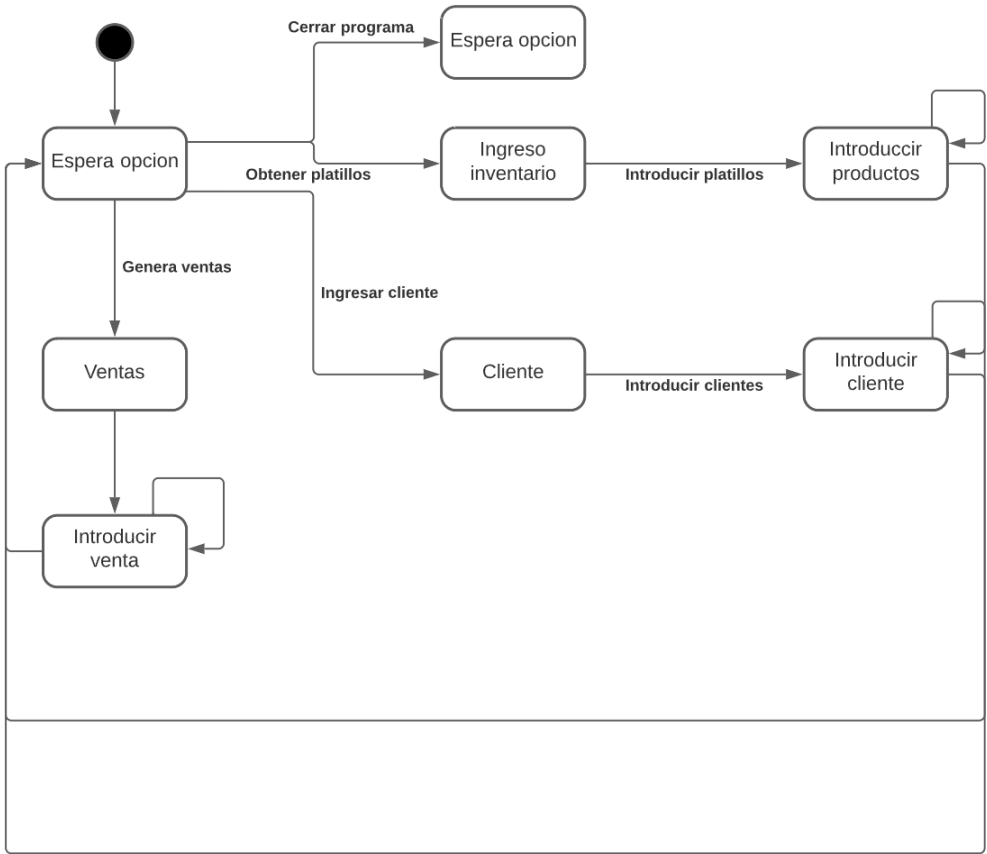 Cerrar programa
Espera opcion
Espera opcion
Ingreso
inventario
Introduccir
productos
Obtener platillos
Introducir platillos
Genera ventas
Ingresar cliente
Ventas
Cliente
Introducir
cliente
Introducir clientes
Introducir
venta